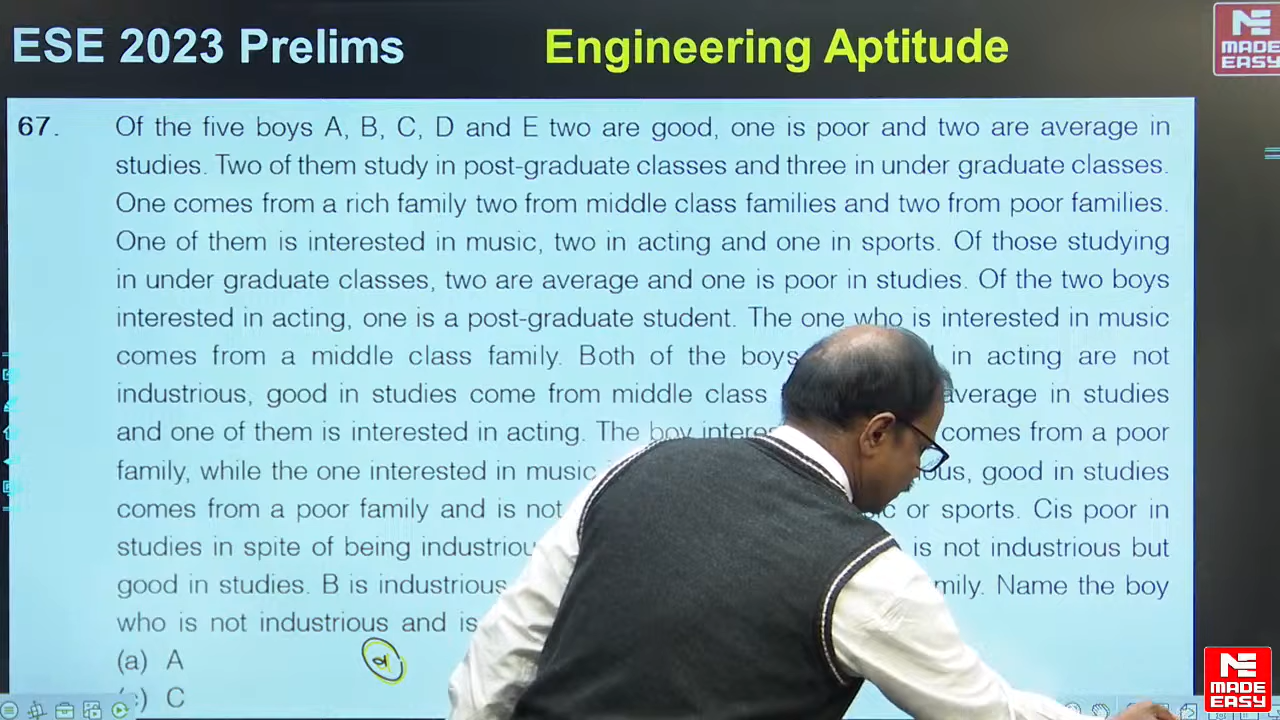 ESE 2023 Prelims Engineering Aptitude
NE
MADE
EASY
67. Of the five boys A, B, C, D and E two are good, one is poor and two are average in
studies. Two of them study in post-graduate classes and three in under graduate classes.
One comes from a rich family two from middle class families and two from poor families.
One of them is interested in music, two in acting and one in sports. Of those studying
in under graduate classes, two are average and one is poor in studies. Of the two boys
interested in acting, one is a post-graduate student. The one who is interested in music
comes from a middle class family. Both of the boys in acting are not
industrious, good in studies come from middle class average in studies
and one of them is interested in acting. The boy comes from a poor
family, while the one interested in music good in studies
comes from a poor family and is not or sports. Cis poor in
studies in spite of being is not industrious but
good in studies. B is industrious Name the boy
who is not industrious and is
(a) A
C
NE
MADE
EASY